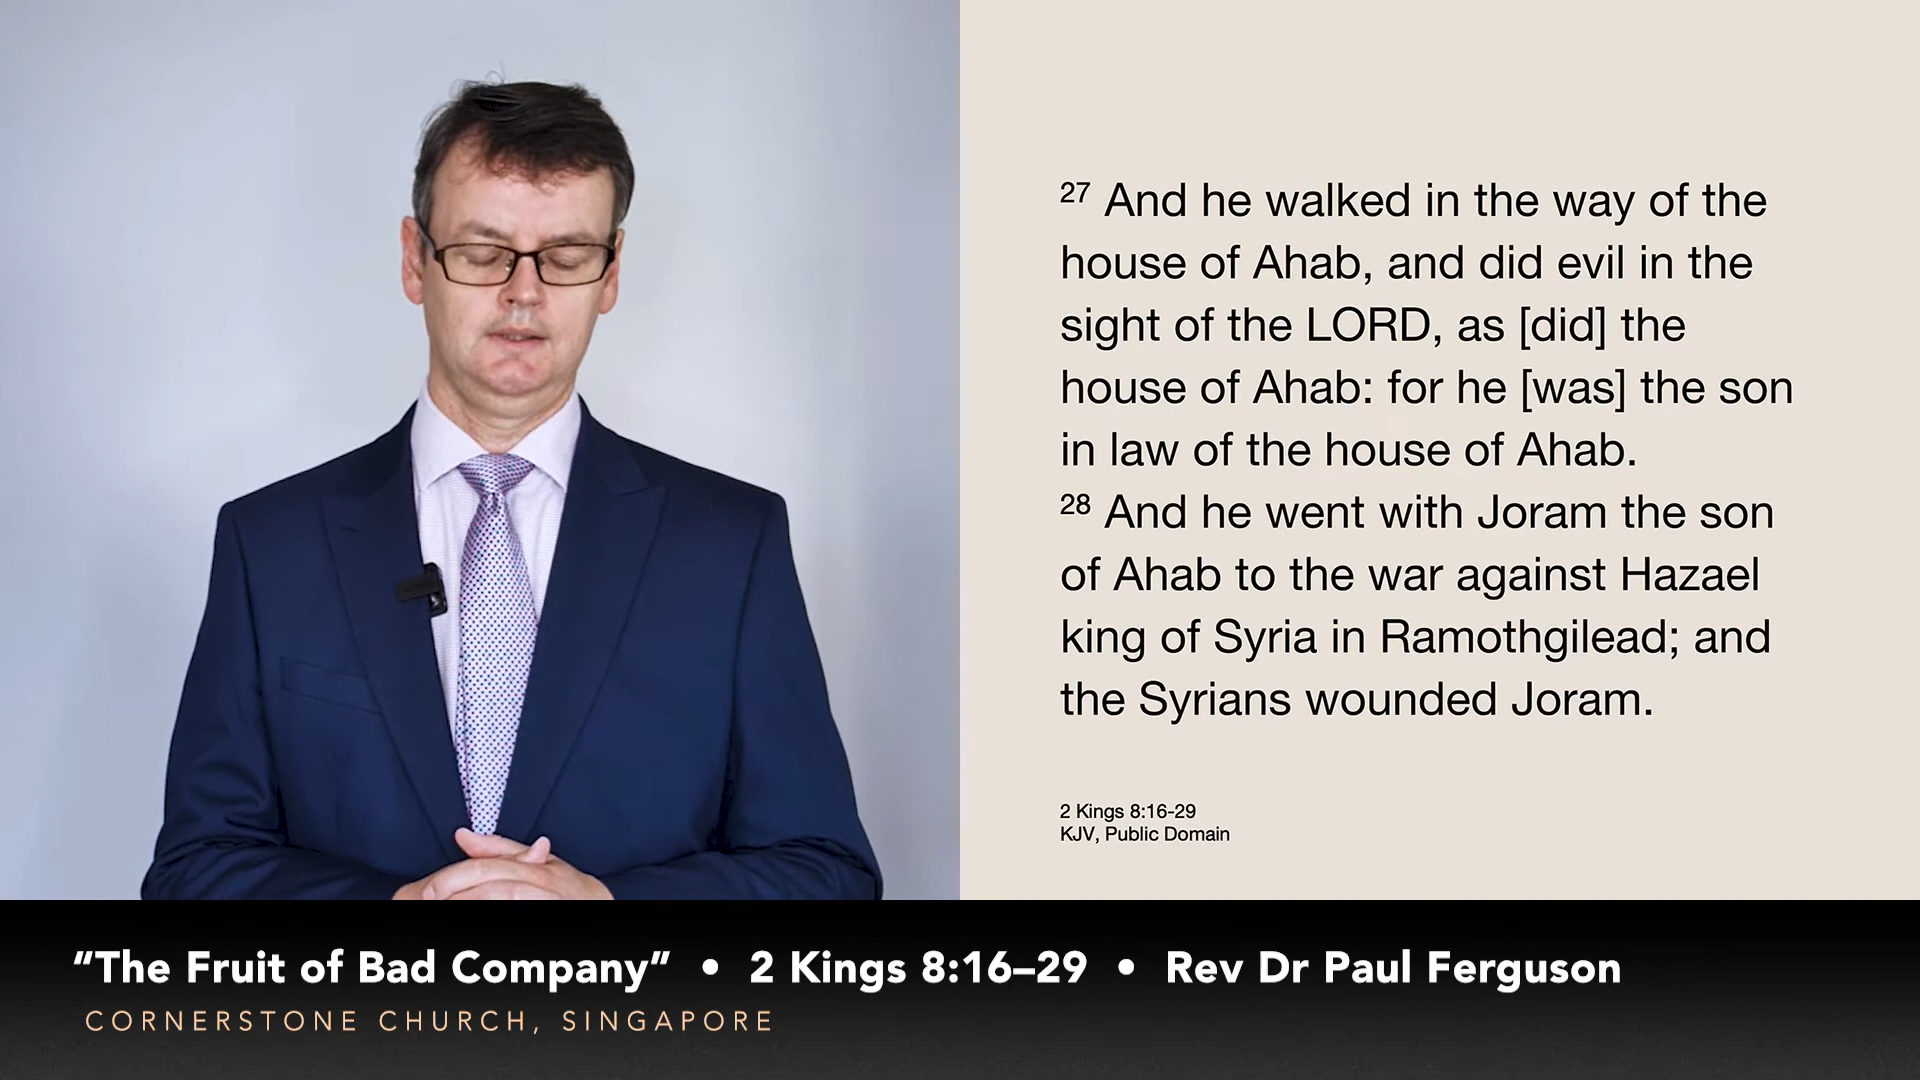 27 And he walked in the way of the
house of Ahab, and did evil in the
sight of the LORD, as [did] the
house of Ahab: for he [was] the son
in law of the house of Ahab.
28 And he went with Joram the son
of Ahab to the war against Hazael
king of Syria in Ramothgilead; and
the Syrians wounded Joram.
2 Kings 8:16-29
KJV, Public Domain
“The Fruit of Bad Company” • 2 Kings 8:16–29 • Rev Dr Paul Ferguson
CORNERSTONE CHURCH, SINGAPORE